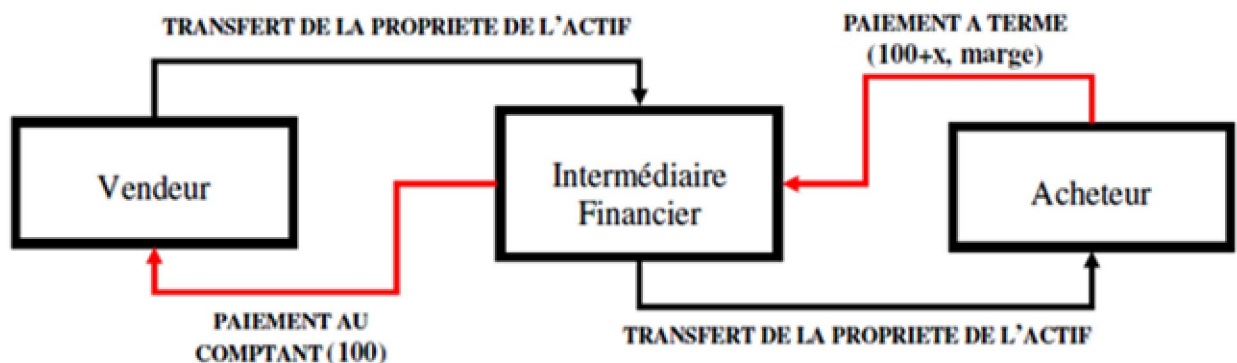 TRANSFERT DE LA PROPRIETE DE L'ACTIF
PAIEMENT A TERME
(100+x, marge)
Vendeur
Intermédiaire
Financier
Acheteur
PAIEMENT AU
COMPTANT (100)
TRANSFERT DE LA PROPRIETE DE L'ACTIF